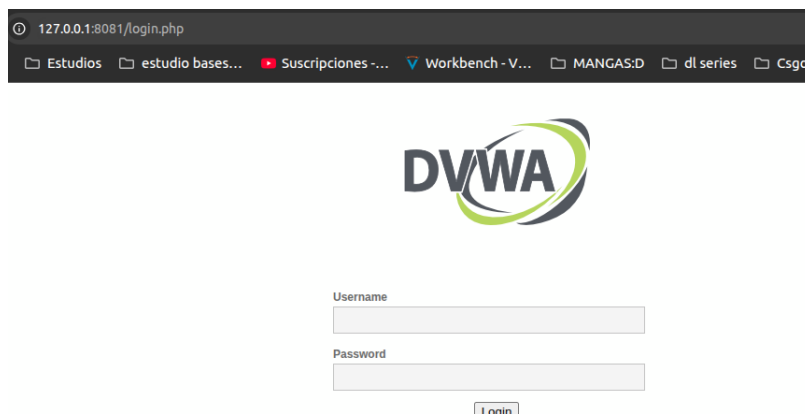 127.0.0.1:8081/login.php
Estudios estudio bases... Suscripciones -... Workbench - V... MANGAS:D dl series Csgo
DVWA
Username
Password
Login